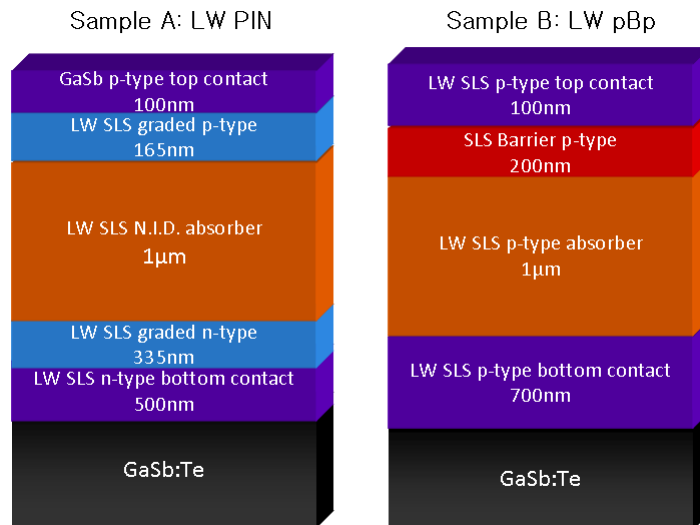 Sample A: LW PIN
GaSb p-type top contact
100nm
LW SLS graded p-type
165nm
LW SLS N.I.D. absorber
1µm
LW SLS graded n-type
335nm
LW SLS n-type bottom contact
500nm
GaSb:Te
Sample B: LW pBp
LW SLS p-type top contact
100nm
SLS Barrier p-type
200nm
LW SLS p-type absorber
1µm
LW SLS p-type bottom contact
700nm
GaSb:Te